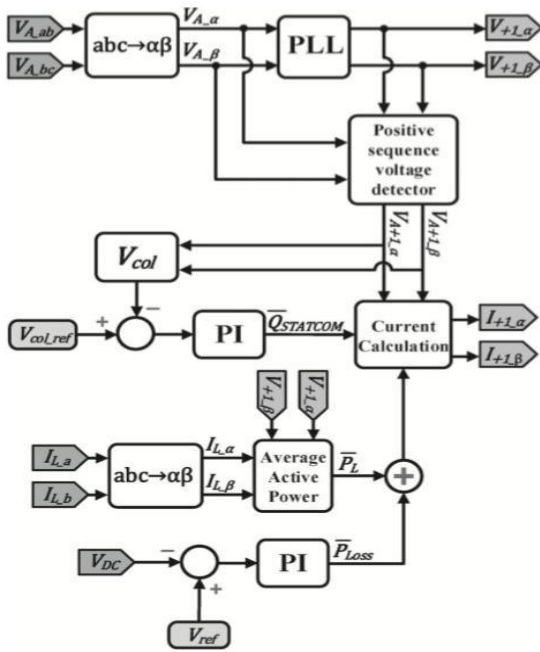 V_A_ab
V_A_bc
abc→αβ
V_A_α
V_A_β
PLL
V_+1_α
V_+1_β
Positive
sequence
voltage
detector
V_A+1_α
V_A+1_β
V_col
V_col_ref
+
−
PI
Q̅_STATCOM
Current
Calculation
I_+1_α
I_+1_β
V_+1_β
V_+1_α
I_L_a
I_L_b
abc→αβ
I_L_α
I_L_β
Average
Active
Power
P̅_L
+
V_DC
−
+
PI
P̅_Loss
V_ref